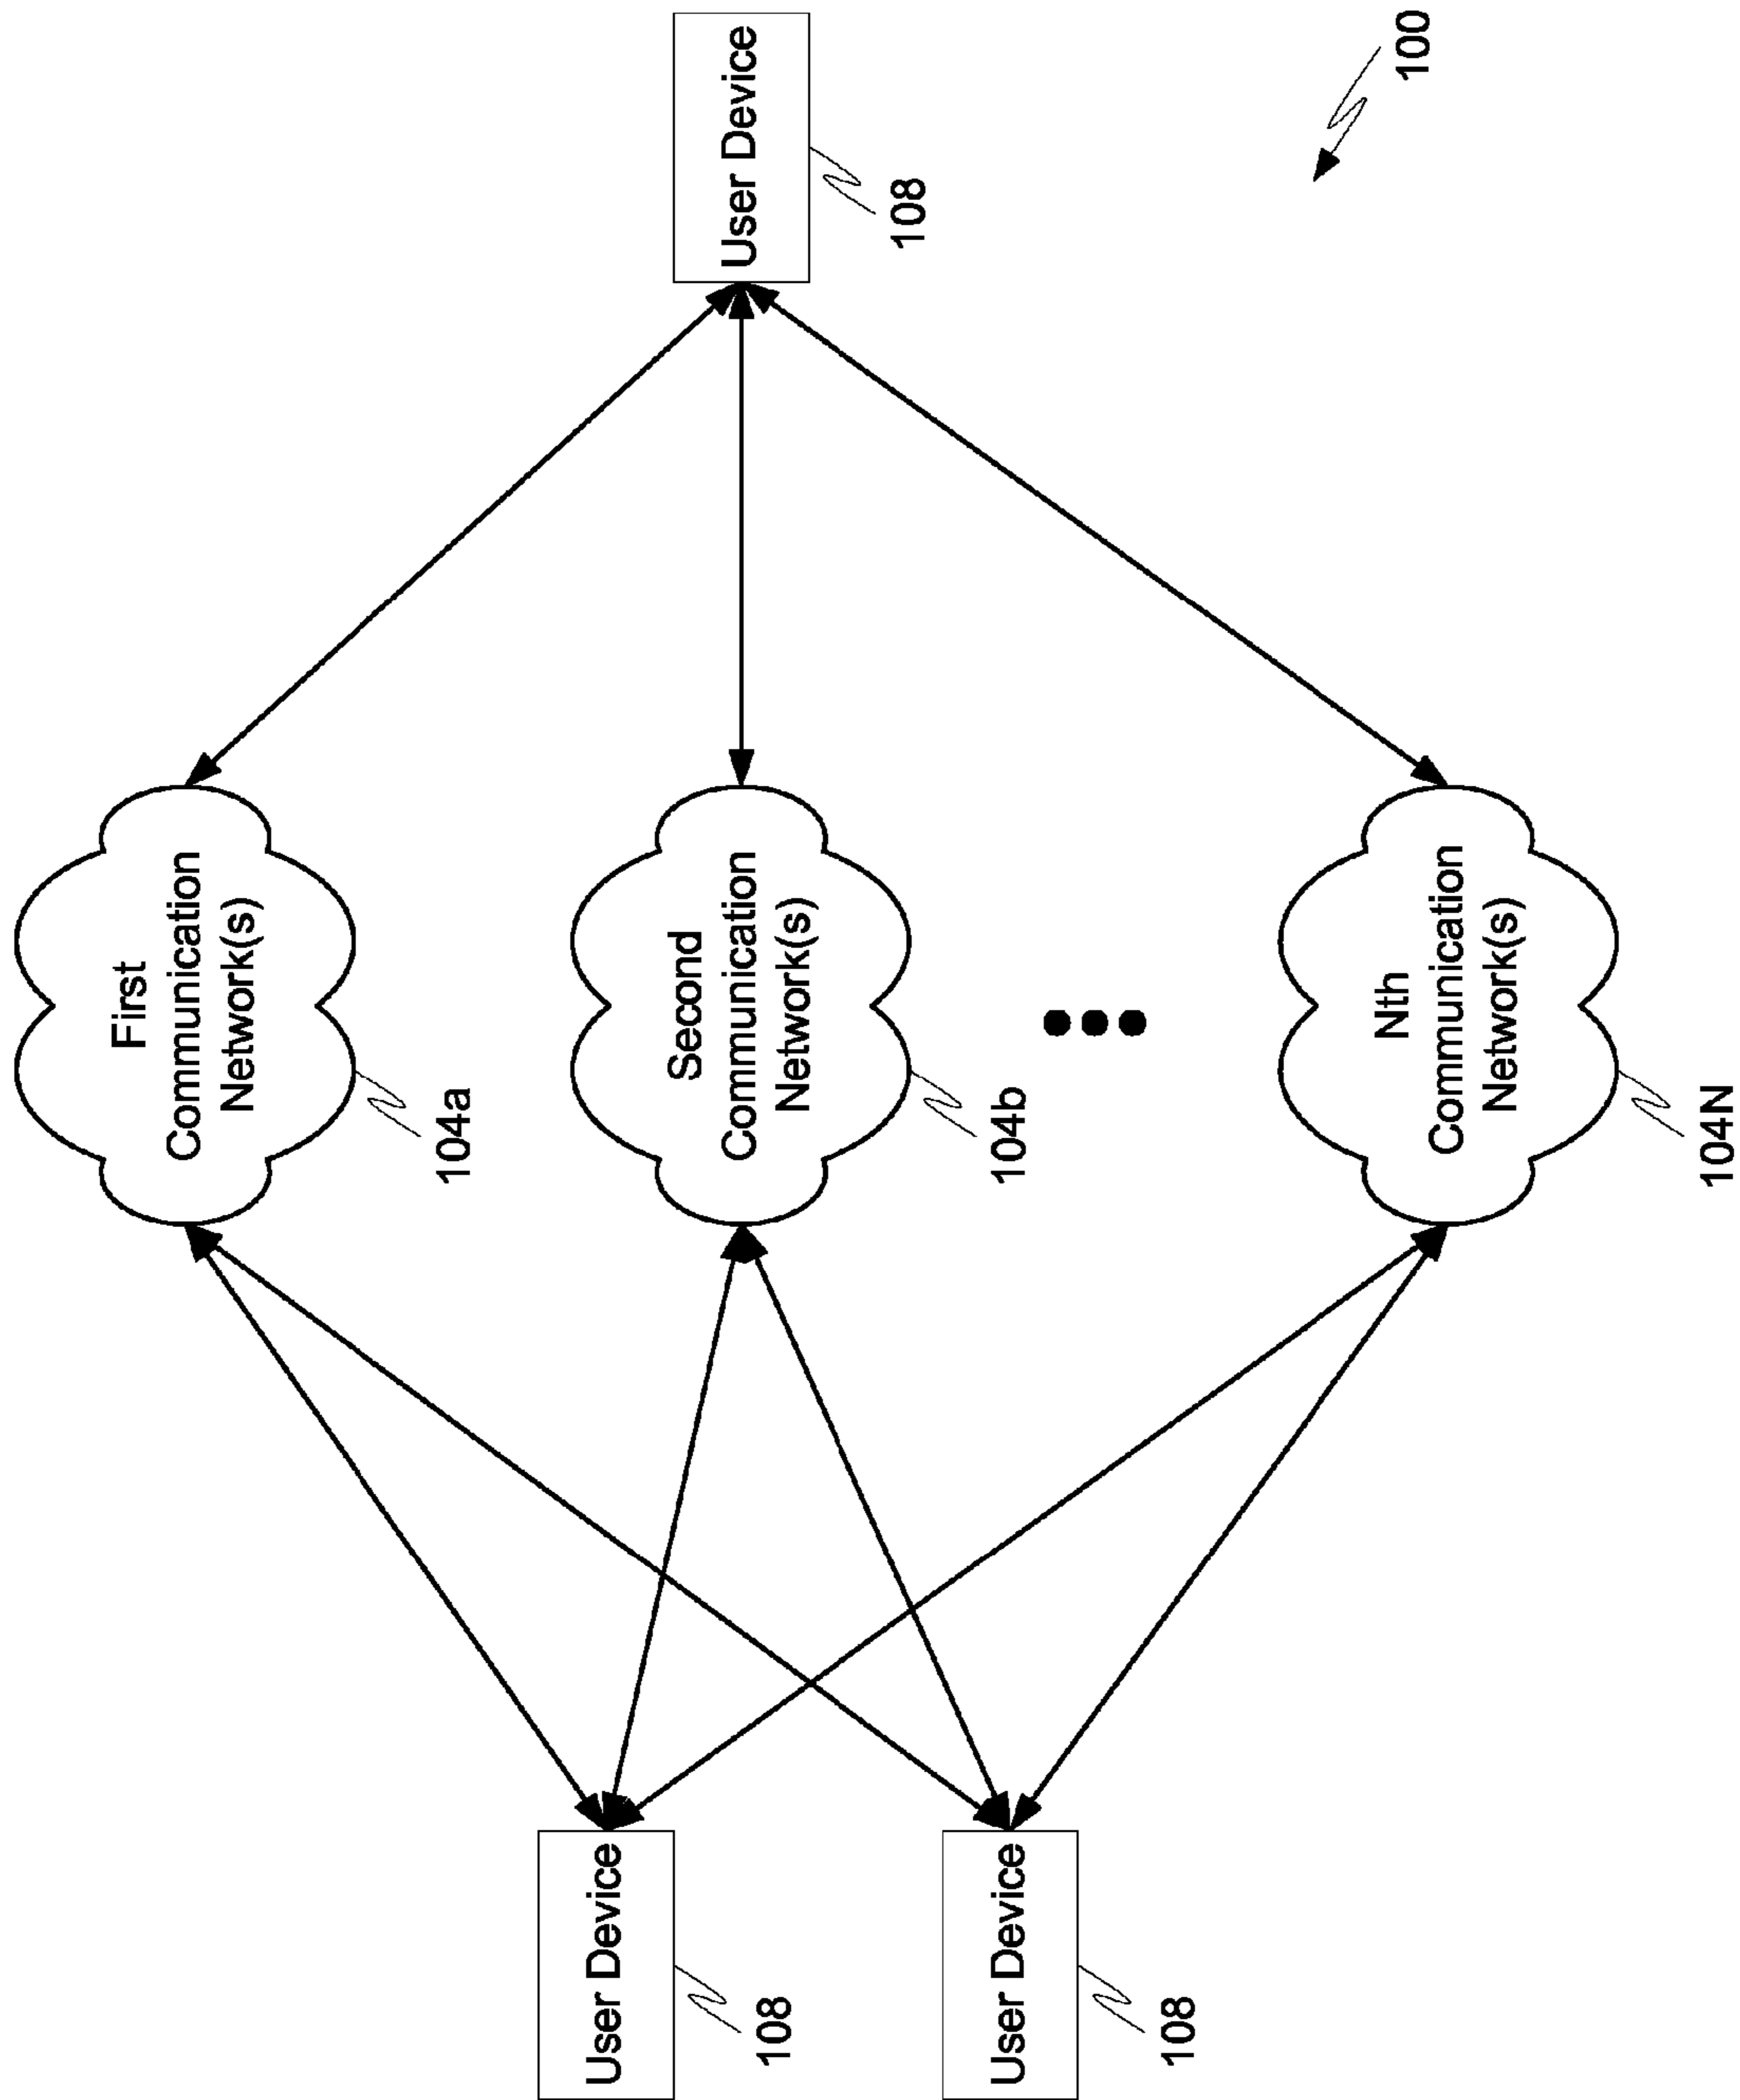 User Device
108
100
First
Communication
Network(s)
104a
Second
Communication
Network(s)
104b
Nth
Communication
Network(s)
104N
User Device
108
User Device
108